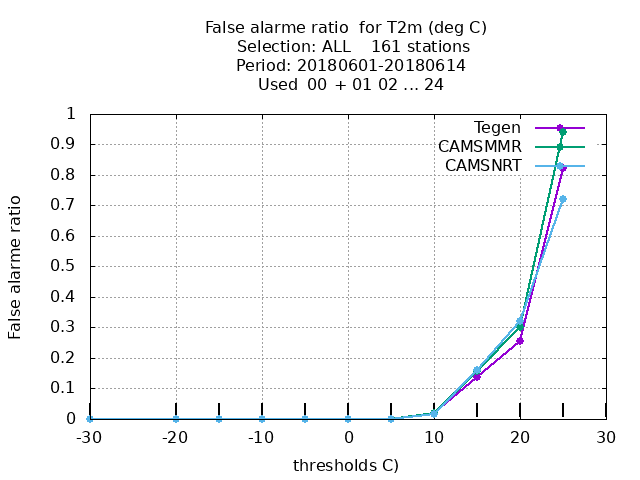 False alarme ratio  for T2m (deg C)
Selection: ALL    161 stations
Period: 20180601-20180614
Used  00  + 01 02 ... 24
1
0.9
0.8
0.7
0.6
0.5
0.4
0.3
0.2
0.1
0
False alarme ratio
Tegen
CAMSMMR
CAMSNRT
-30 -20 -10 0 10 20 30
thresholds C)